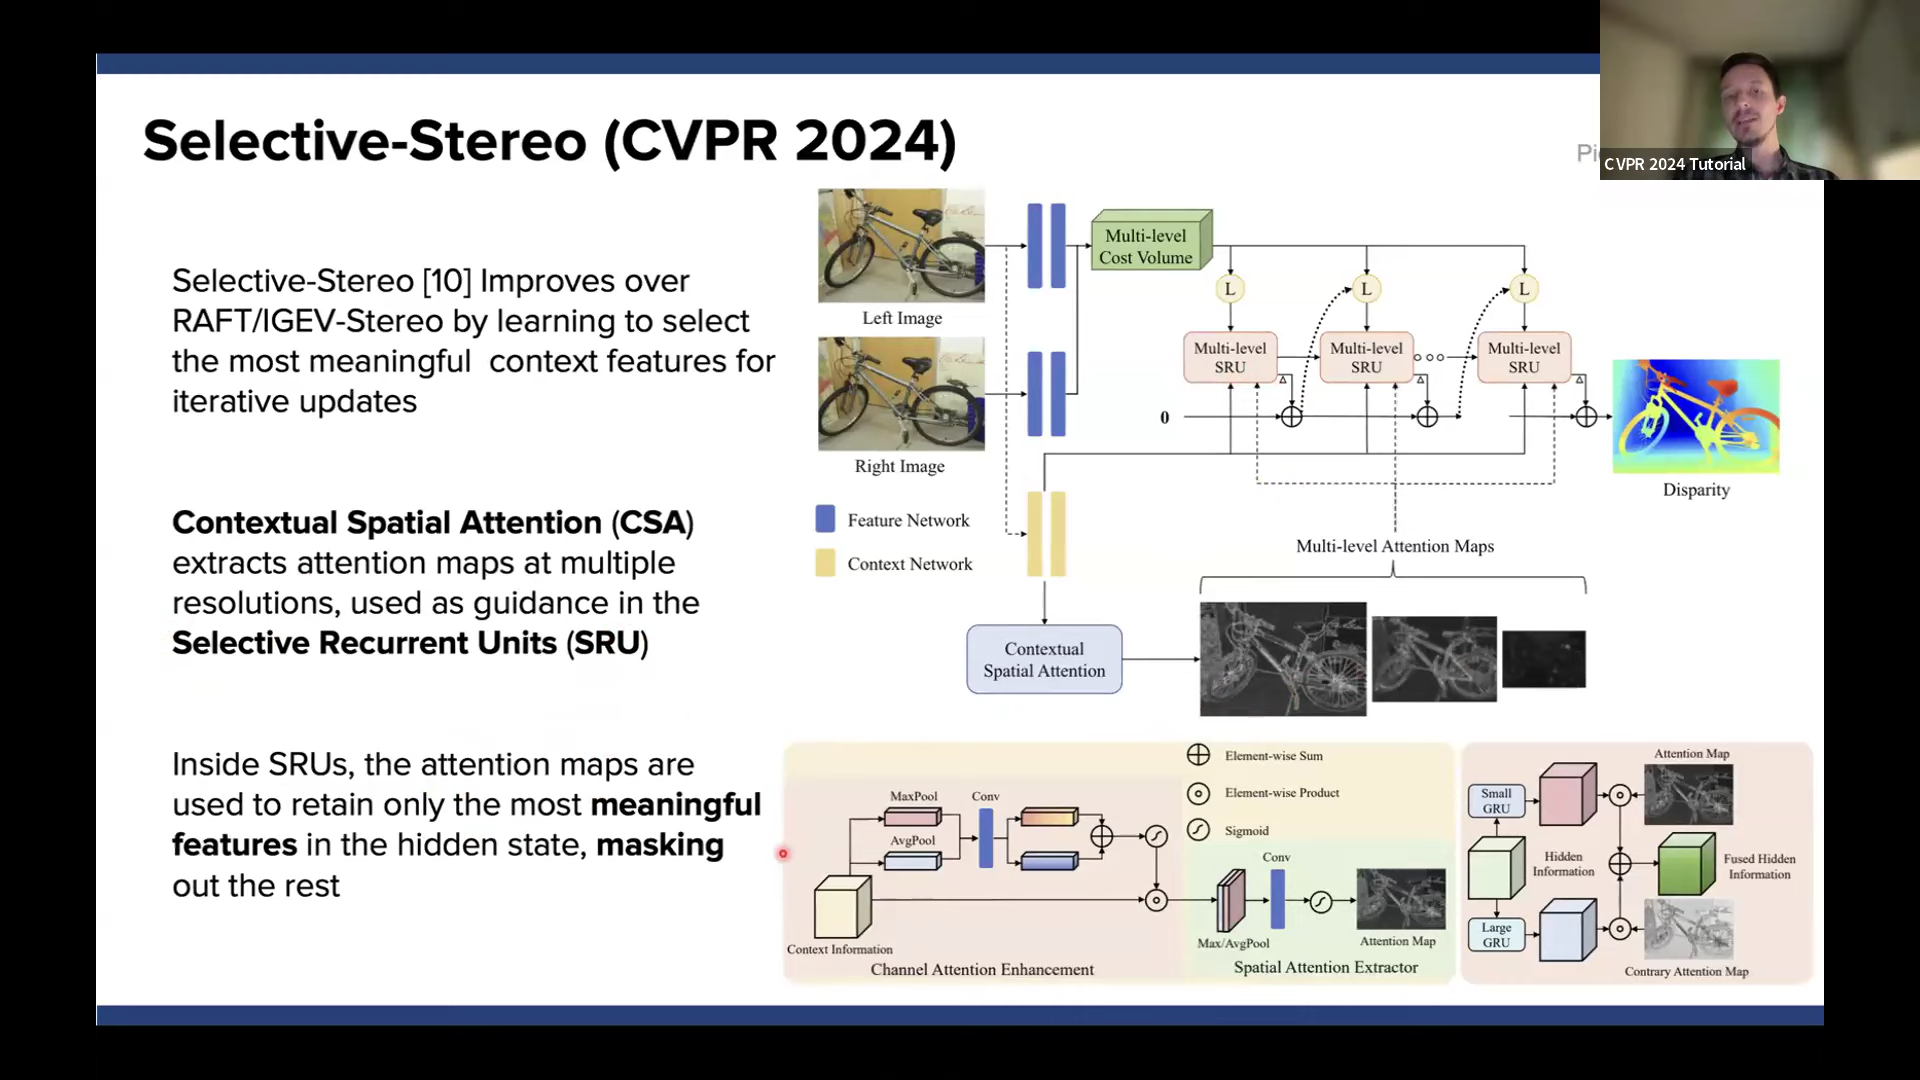 Selective-Stereo (CVPR 2024)
CVPR 2024 Tutorial
Selective-Stereo [10] Improves over
RAFT/IGEV-Stereo by learning to select
the most meaningful context features for
iterative updates
Contextual Spatial Attention (CSA)
extracts attention maps at multiple
resolutions, used as guidance in the
Selective Recurrent Units (SRU)
Inside SRUs, the attention maps are
used to retain only the most meaningful
features in the hidden state, masking
out the rest
Left Image
Right Image
Feature Network
Context Network
Multi-level
Cost Volume
L
L
L
Multi-level
SRU
Multi-level
SRU
Multi-level
SRU
Δ
Δ
Δ
0
Disparity
Multi-level Attention Maps
Contextual
Spatial Attention
MaxPool
Conv
AvgPool
Context Information
Channel Attention Enhancement
Element-wise Sum
Element-wise Product
Sigmoid
Conv
Max/AvgPool
Attention Map
Spatial Attention Extractor
Attention Map
Small
GRU
Hidden
Information
Fused Hidden
Information
Large
GRU
Contrary Attention Map